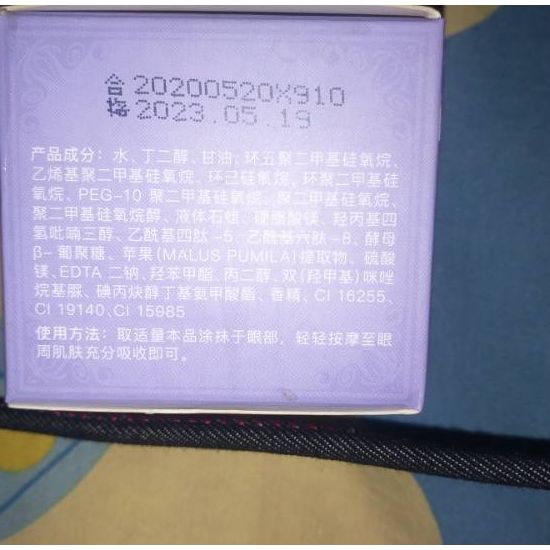 合 20200520X910
格 2023.05.19
产品成分：水、丁二醇、甘油、环五聚二甲基硅氧烷、
乙烯基聚二甲基硅氧烷、环己硅氧烷、环聚二甲基硅
氧烷、PEG-10 聚二甲基硅氧烷、聚二甲基硅氧烷、
聚二甲基硅氧烷醇、液体石蜡、硬脂酸镁、羟丙基四
氢吡喃三醇、乙酰基四肽-5、乙酰基六肽-8、酵母
β-葡聚糖、苹果(MALUS PUMILA)提取物、硫酸
镁、EDTA 二钠、羟苯甲酯、丙二醇、双(羟甲基)咪唑
烷基脲、碘丙炔醇丁基氨甲酸酯、香精、CI 16255、
CI 19140、CI 15985
使用方法：取适量本品涂抹于眼部，轻轻按摩至眼
周肌肤充分吸收即可。